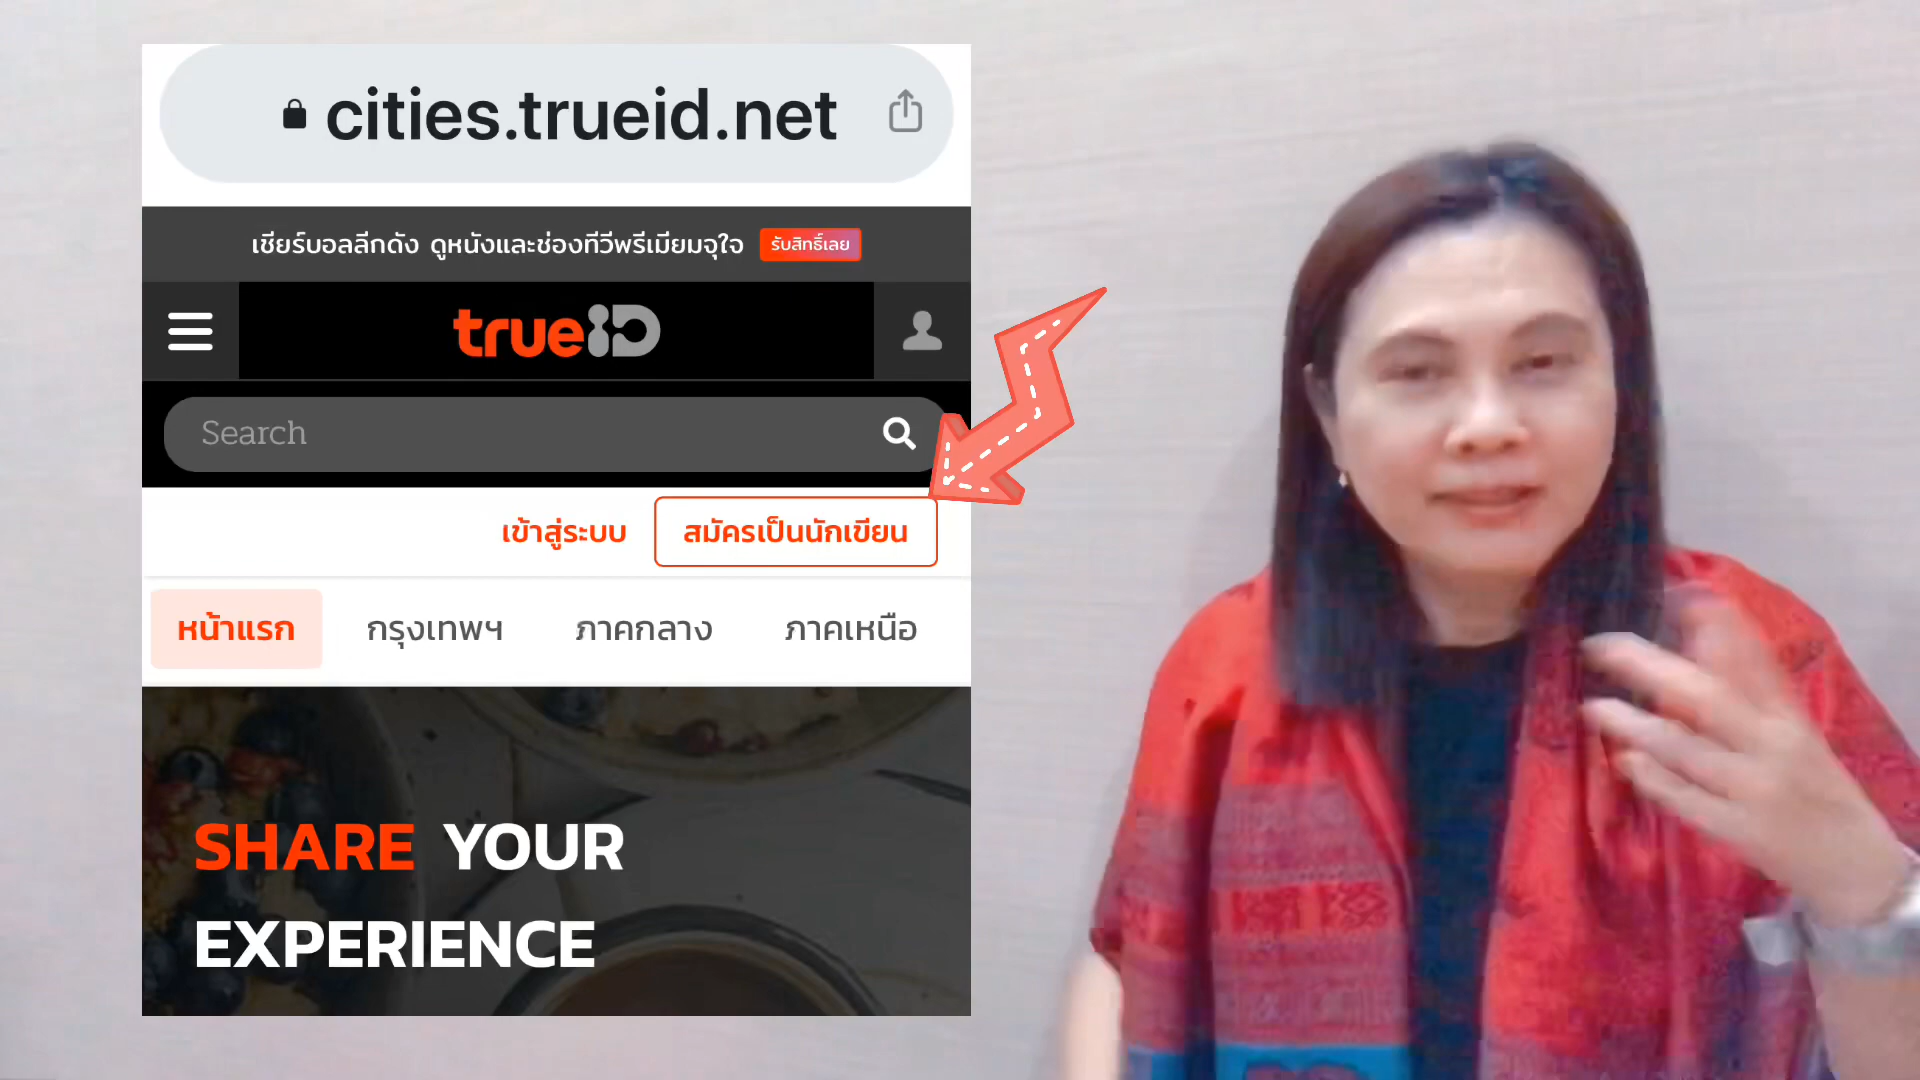 cities.trueid.net
เชียร์บอลลีกดัง ดูหนังและช่องทีวีพรีเมียมจุใจ รับสิทธิ์เลย
trueID
Search
เข้าสู่ระบบ สมัครเป็นนักเขียน
หน้าแรก กรุงเทพฯ ภาคกลาง ภาคเหนือ
SHARE YOUR
EXPERIENCE